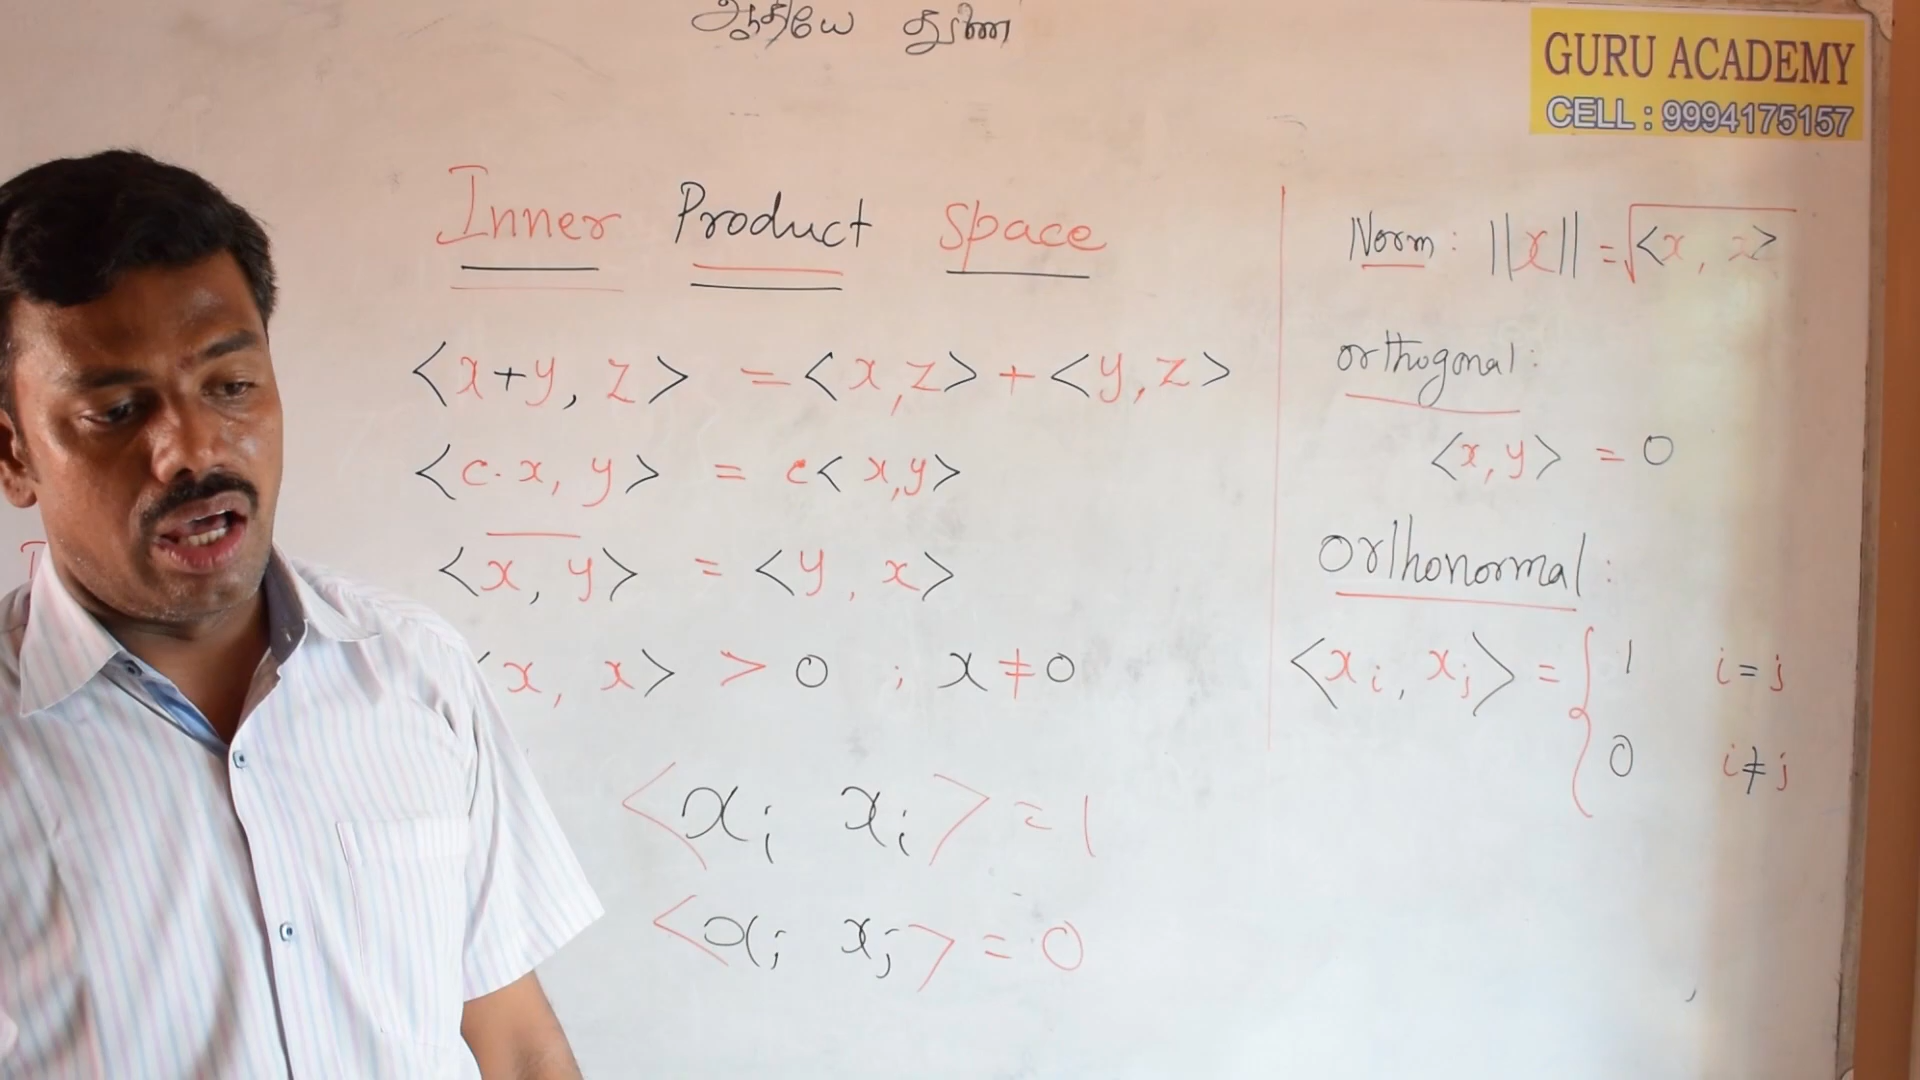 ஆதியே துணை
GURU ACADEMY
CELL : 9994175157
Inner Product Space
<x+y, z> = <x,z> + <y,z>
<c·x, y> = c<x,y>
<x̅,̅ ̅y̅> = <y, x>
x, x> > 0 ; x ≠ 0
<xi xi> = 1
<xi xj> = 0
Norm : ||x|| = √<x, x>
orthogonal :
<x,y> = 0
Orthonormal :
<xi, xj> = { 1 i = j
0 i ≠ j